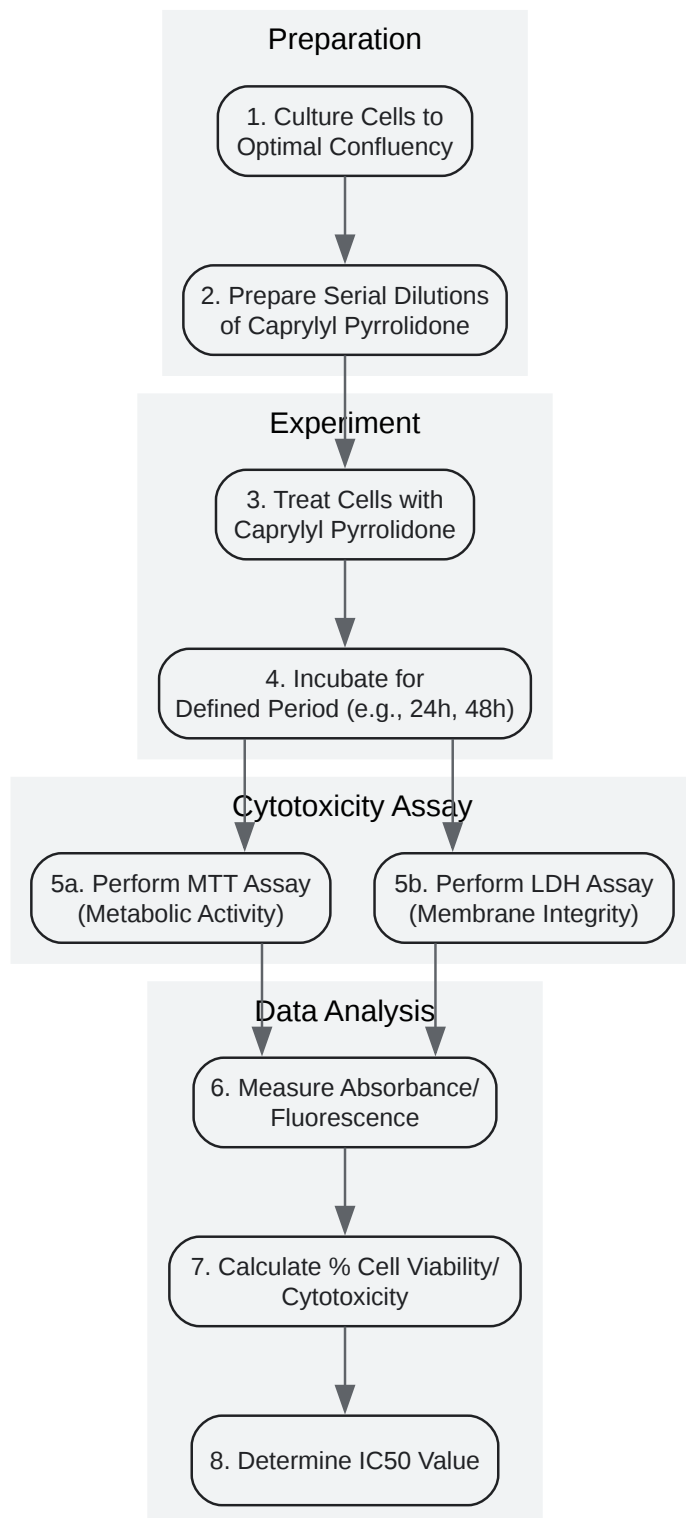 Preparation
1. Culture Cells to
Optimal Confluency
2. Prepare Serial Dilutions
of Caprylyl Pyrrolidone
Experiment
3. Treat Cells with
Caprylyl Pyrrolidone
4. Incubate for
Defined Period (e.g., 24h, 48h)
Cytotoxicity Assay
5a. Perform MTT Assay
(Metabolic Activity)
5b. Perform LDH Assay
(Membrane Integrity)
Data Analysis
6. Measure Absorbance/
Fluorescence
7. Calculate % Cell Viability/
Cytotoxicity
8. Determine IC50 Value